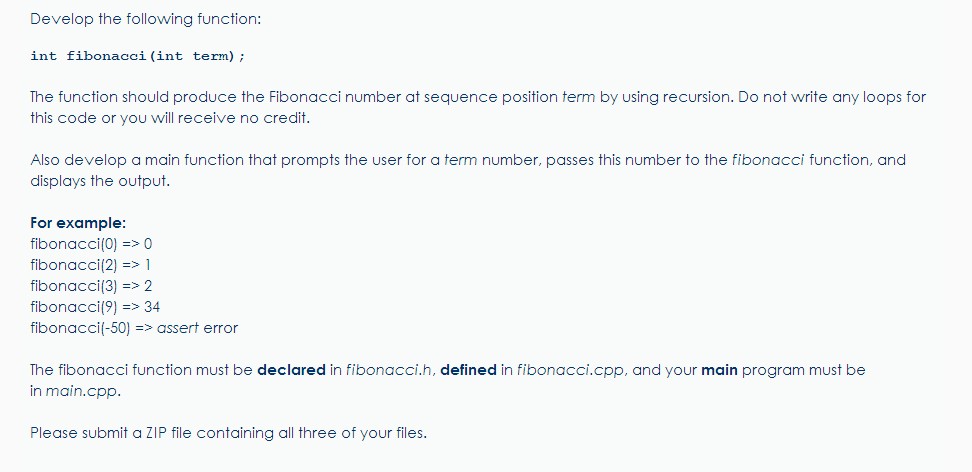 Develop the following function:
int fibonacci(int term);
The function should produce the Fibonacci number at sequence position term by using recursion. Do not write any loops for
this code or you will receive no credit.
Also develop a main function that prompts the user for a term number, passes this number to the fibonacci function, and
displays the output.
For example:
fibonacci(0) => 0
fibonacci(2) => 1
fibonacci(3) => 2
fibonacci(9) => 34
fibonacci(-50) => assert error
The fibonacci function must be declared in fibonacci.h, defined in fibonacci.cpp, and your main program must be
in main.cpp.
Please submit a ZIP file containing all three of your files.